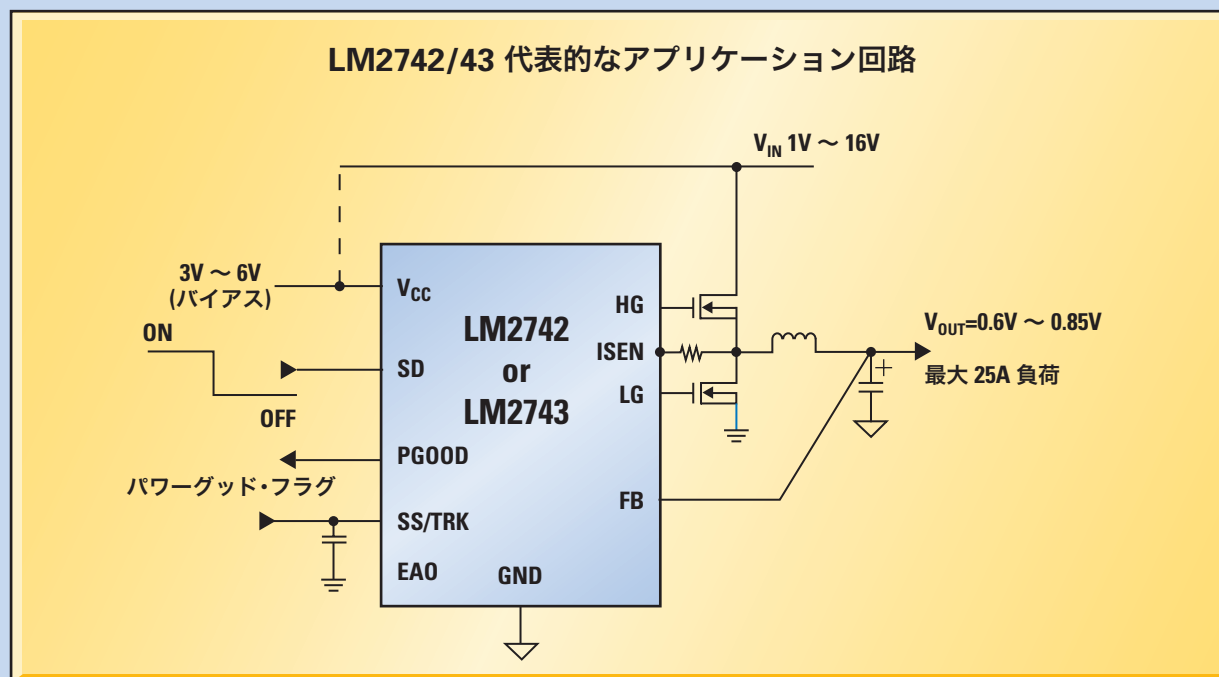 LM2742/43 代表的なアプリケーション回路
V_IN 1V ～ 16V
3V ～ 6V
(バイアス)
V_CC
HG
LM2742
or
LM2743
V_OUT=0.6V ～ 0.85V
ON
ISEN
SD
最大 25A 負荷
LG
OFF
PGOOD
パワーグッド・フラグ
FB
SS/TRK
EAO
GND